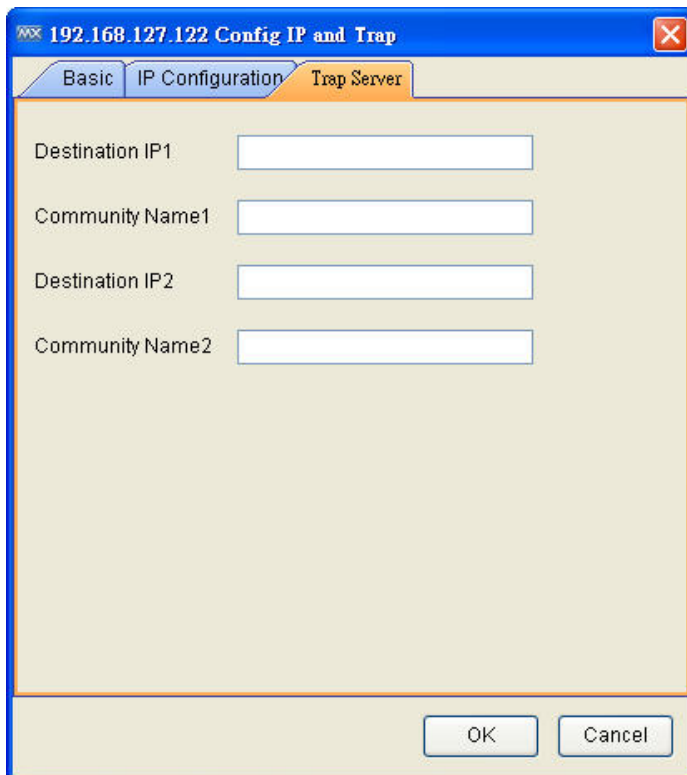 MX 192.168.127.122 Config IP and Trap
Basic IP Configuration Trap Server
Destination IP1
Community Name1
Destination IP2
Community Name2
OK Cancel